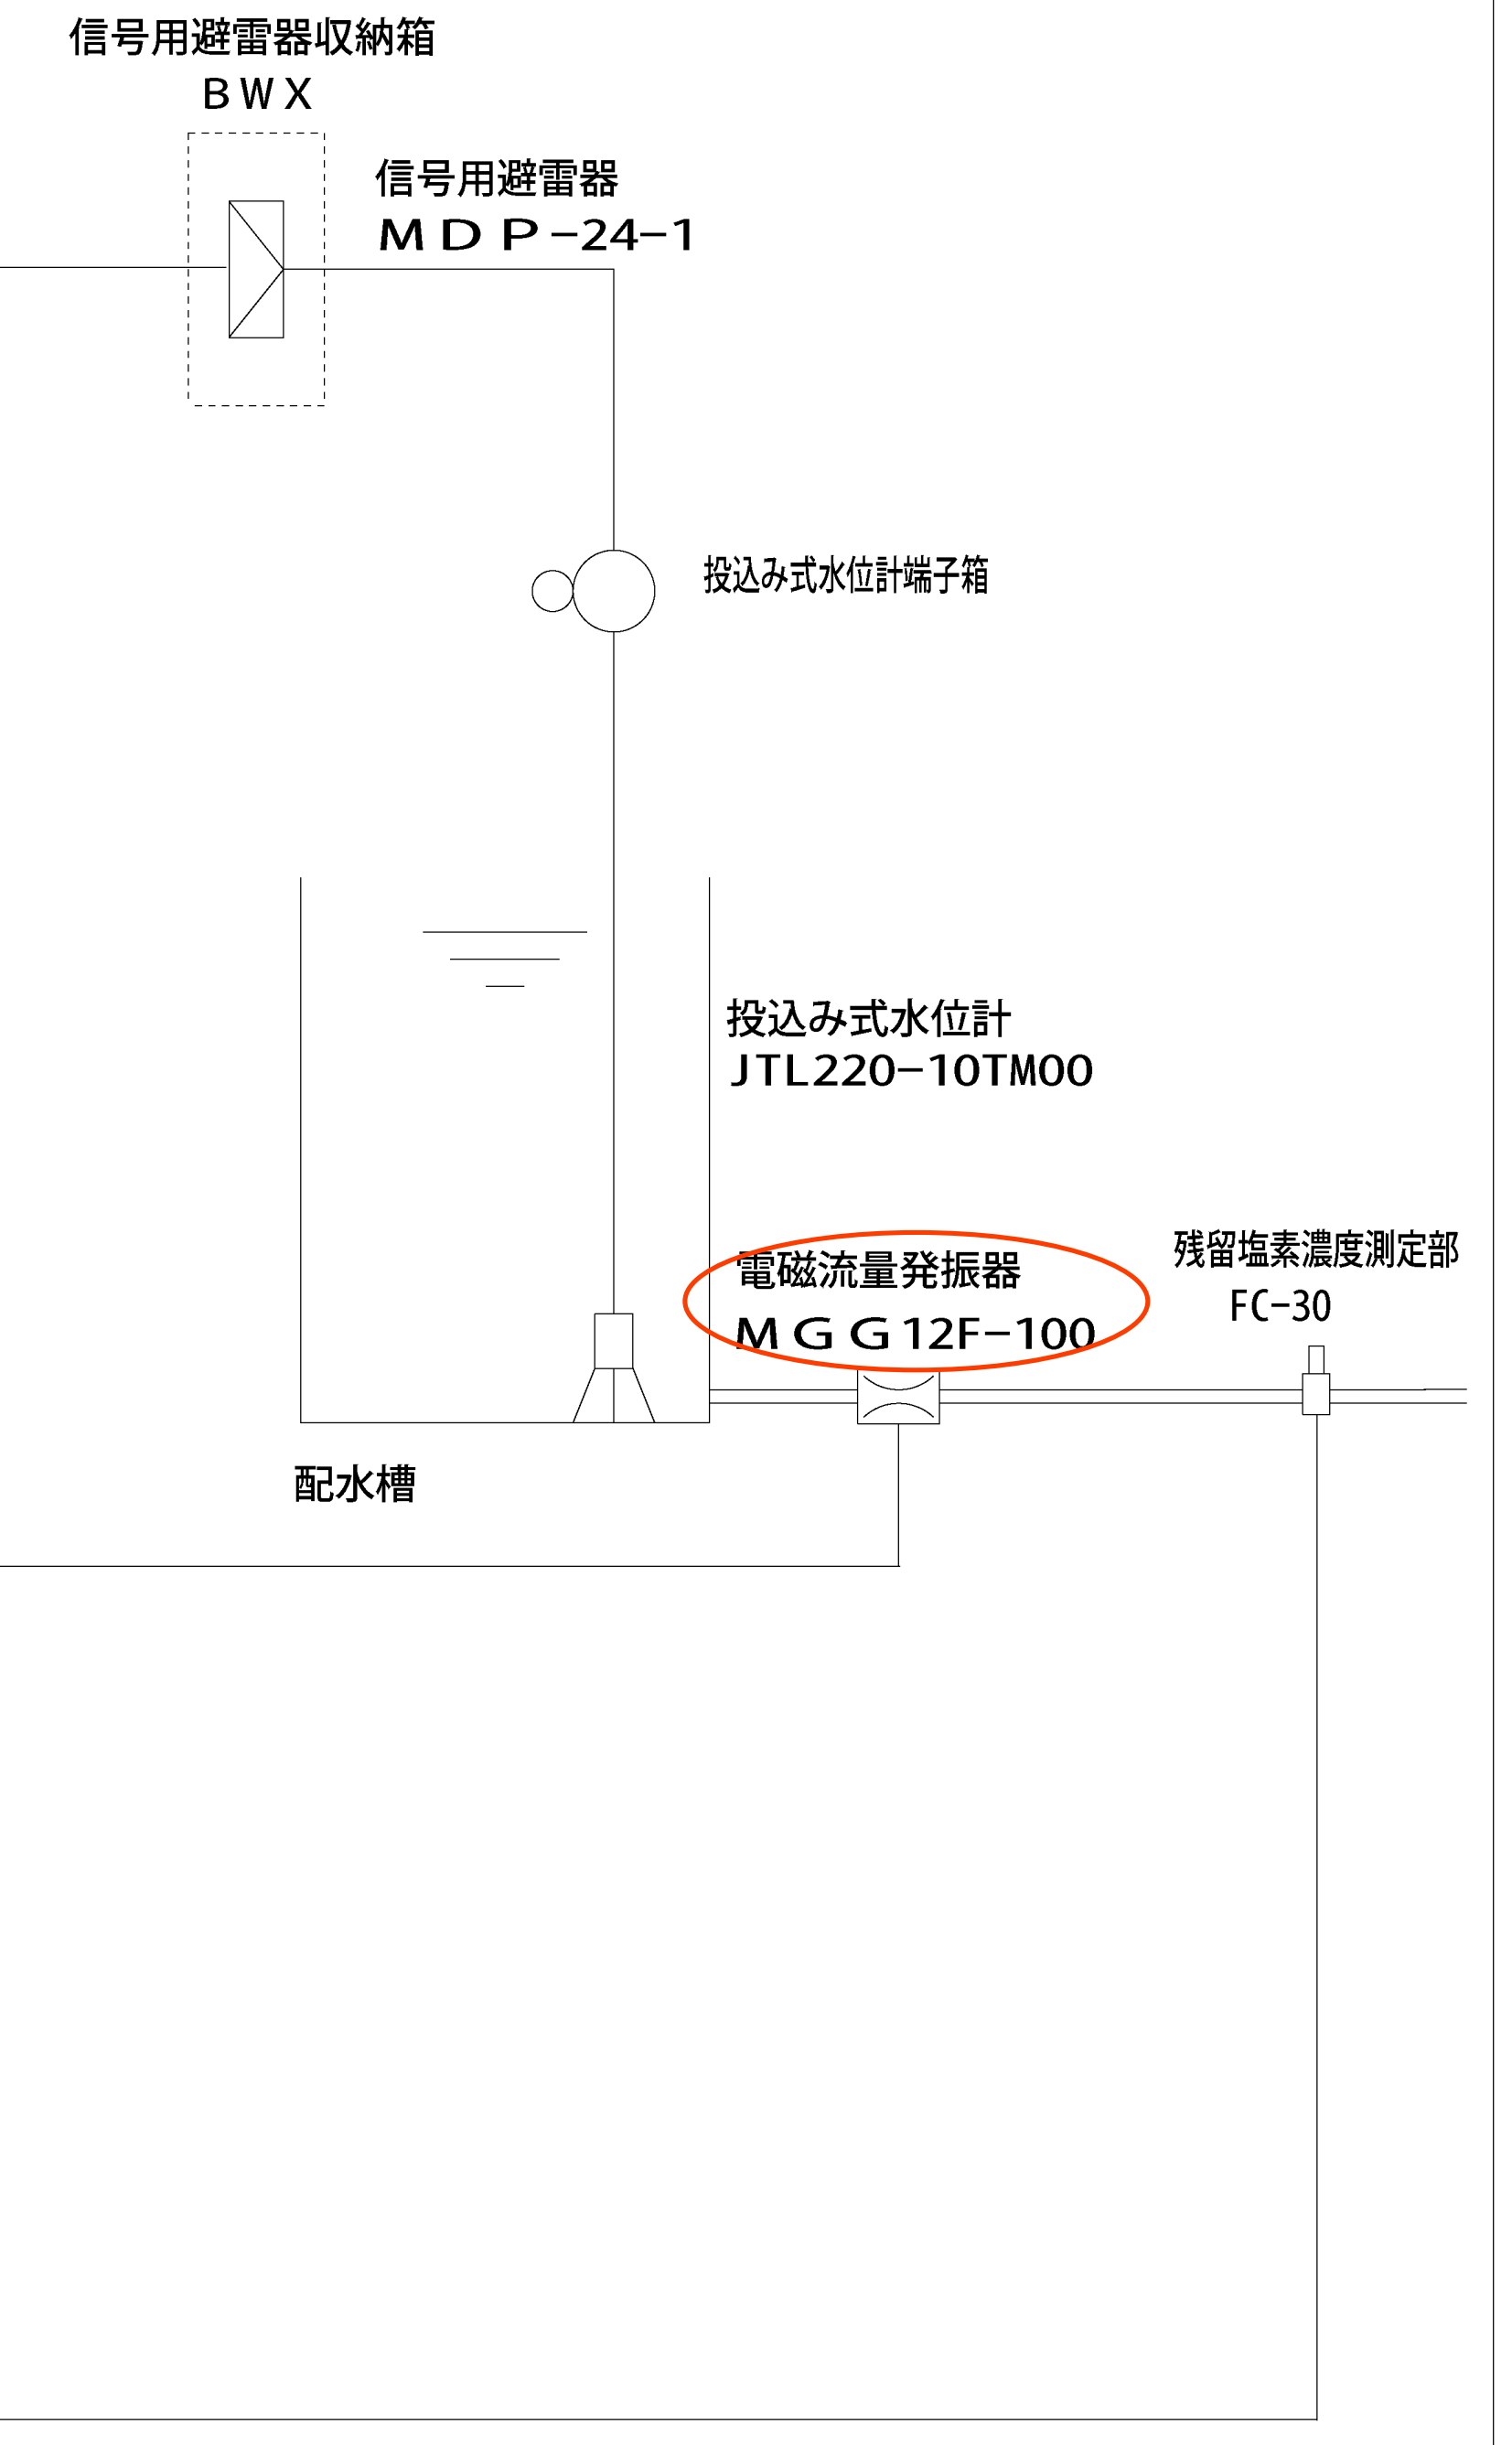 信号用避雷器収納箱
ＢＷＸ
信号用避雷器
ＭＤＰ−24−1
投込み式水位計端子箱
投込み式水位計
JTL220−10TM00
電磁流量発振器
ＭＧＧ12F−100
残留塩素濃度測定部
FC−30
配水槽